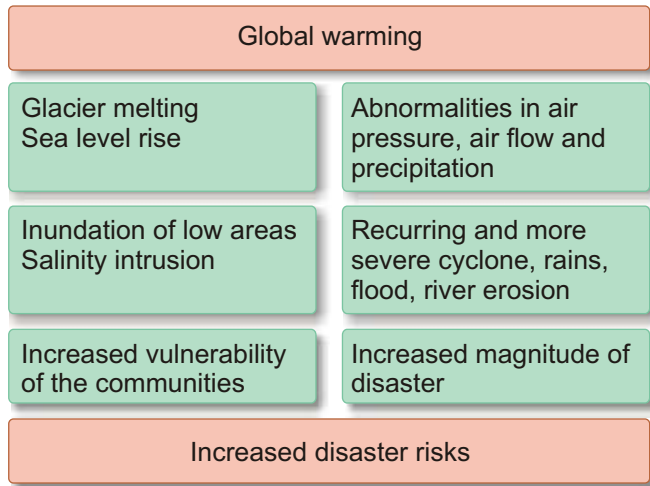 Global warming
Glacier melting
Sea level rise
Abnormalities in air
pressure, air flow and
precipitation
Inundation of low areas
Salinity intrusion
Recurring and more
severe cyclone, rains,
flood, river erosion
Increased vulnerability
of the communities
Increased magnitude of
disaster
Increased disaster risks